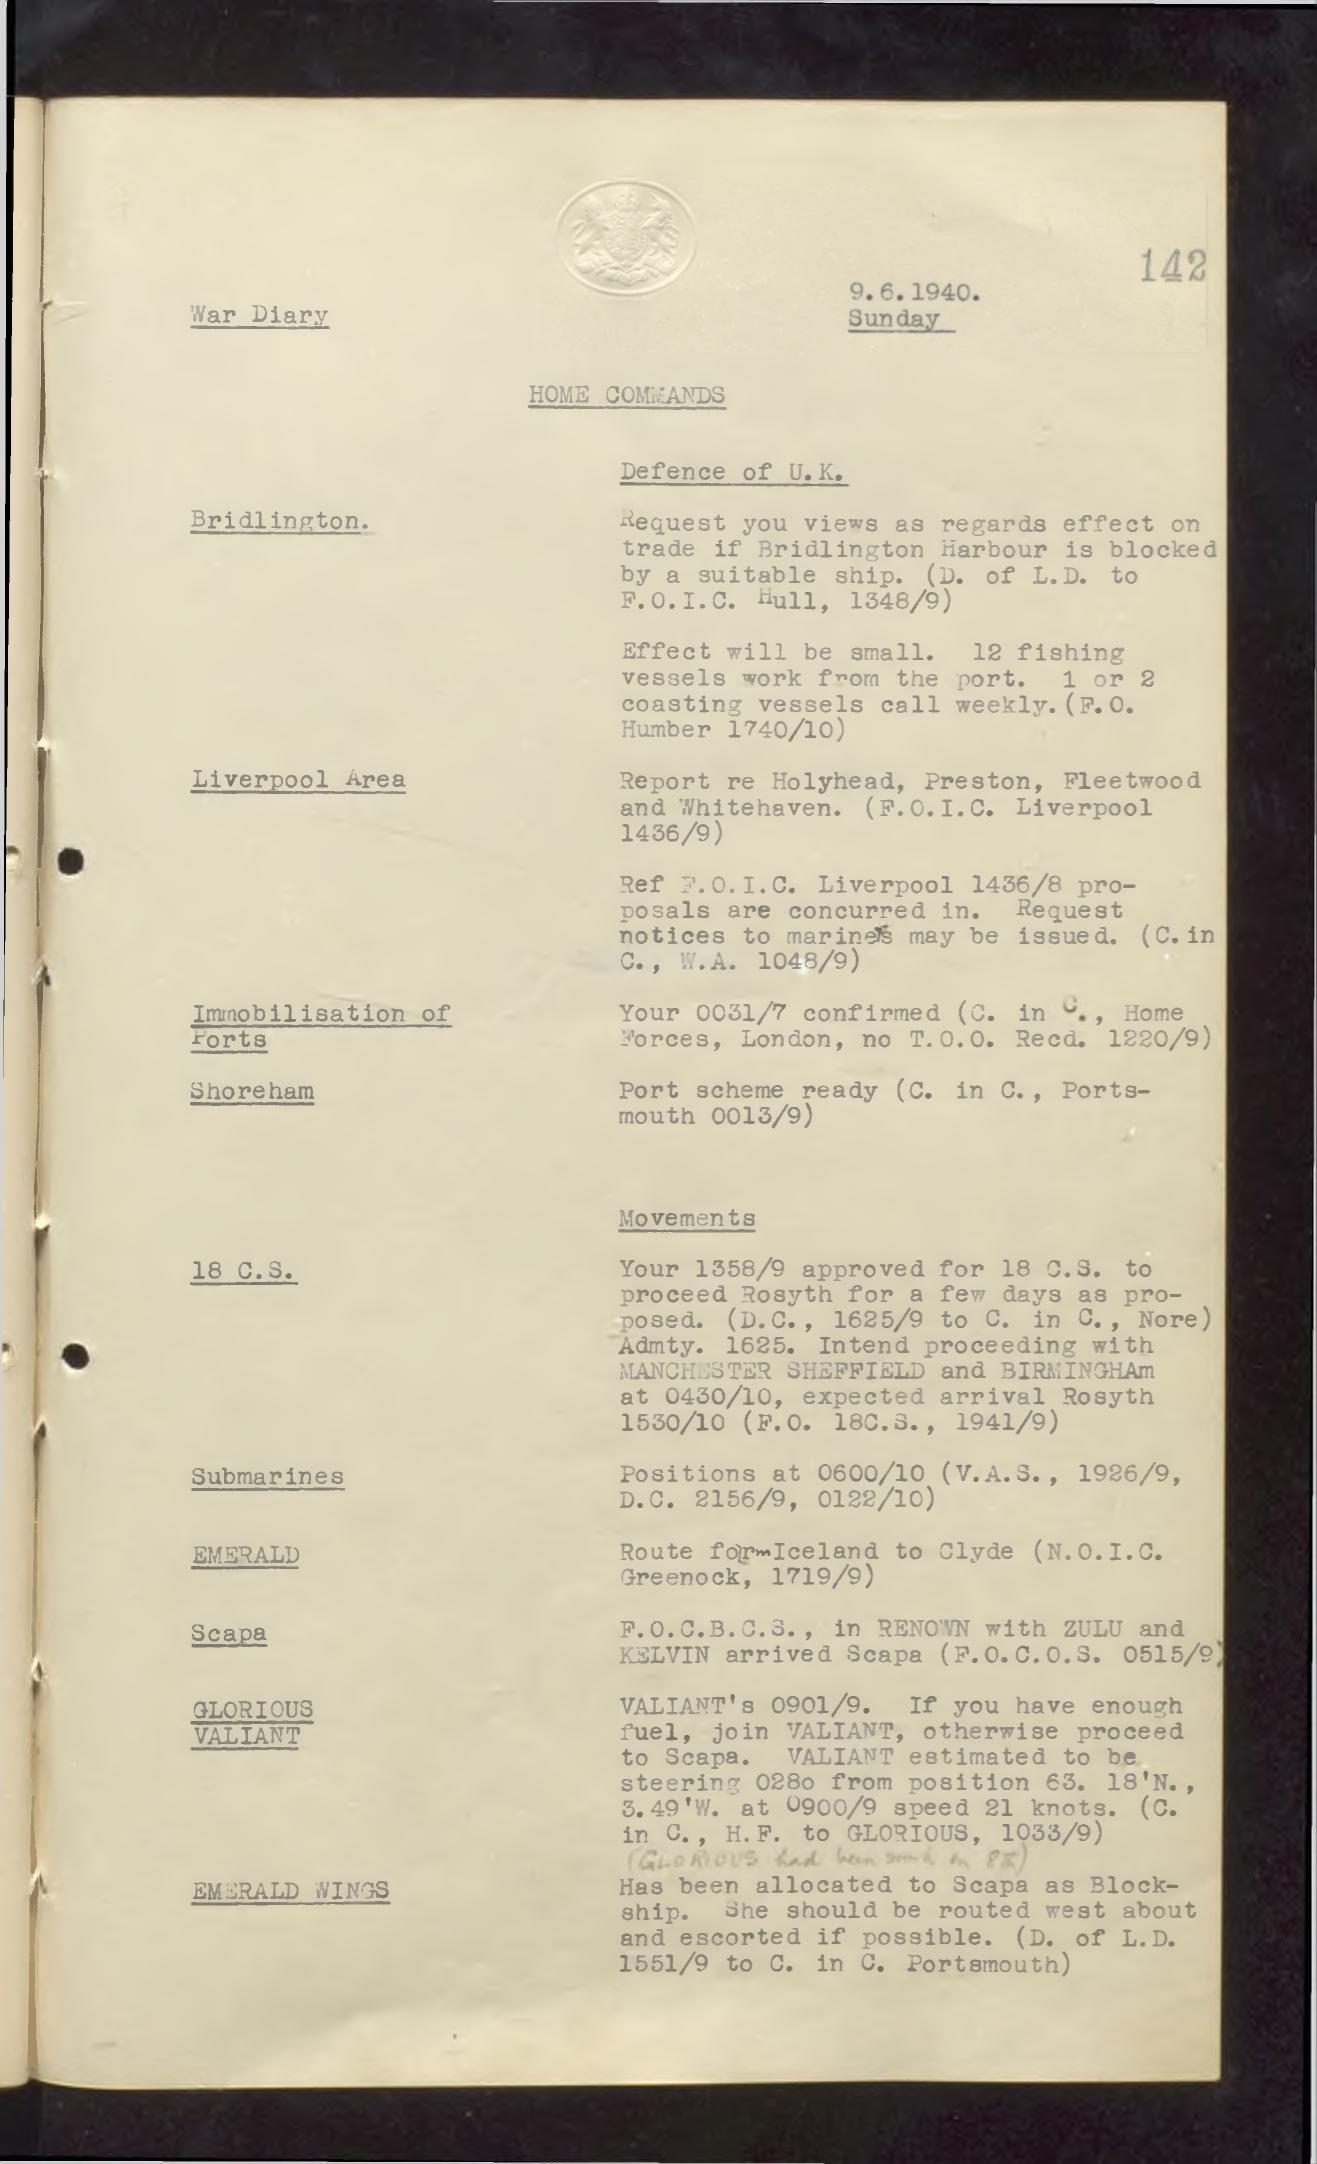 142
9.6.1940.
War Diary
Sunday
HOME COMMANDS
Defence of U.K.
Bridlington.
Request you views as regards effect on
trade if Bridlington Harbour is blocked
by a suitable ship. (D. of L.D. to
F.O.I.C. Hull, 1348/9)
Effect will be small. 12 fishing
vessels work from the port. 1 or 2
coasting vessels call weekly.(F.O.
Humber 1740/10)
Liverpool Area
Report re Holyhead, Preston, Fleetwood
and Whitehaven. (F.O.I.C. Liverpool
1436/9)
Ref F.O.I.C. Liverpool 1436/8 pro-
posals are concurred in. Request
notices to mariners may be issued. (C.in
C., W.A. 1048/9)
Immobilisation of
Ports
Your 0031/7 confirmed (C. in C., Home
Forces, London, no T.O.O. Recd. 1220/9)
Shoreham
Port scheme ready (C. in C., Ports-
mouth 0013/9)
Movements
18 C.S.
Your 1358/9 approved for 18 C.S. to
proceed Rosyth for a few days as pro-
posed. (D.C., 1625/9 to C. in C., Nore)
Admty. 1625. Intend proceeding with
MANCHESTER SHEFFIELD and BIRMINGHAm
at 0430/10, expected arrival Rosyth
1530/10 (F.O. 18C.S., 1941/9)
Submarines
Positions at 0600/10 (V.A.S., 1926/9,
D.C. 2156/9, 0122/10)
EMERALD
Route from Iceland to Clyde (N.O.I.C.
Greenock, 1719/9)
Scapa
F.O.C.B.C.S., in RENOWN with ZULU and
KELVIN arrived Scapa (F.O.C.O.S. 0515/9)
GLORIOUS
VALIANT
VALIANT's 0901/9. If you have enough
fuel, join VALIANT, otherwise proceed
to Scapa. VALIANT estimated to be
steering 028o from position 63. 18'N.,
3.49'W. at 0900/9 speed 21 knots. (C.
in C., H.F. to GLORIOUS, 1033/9)
(GLORIOUS had been sunk on 8th)
EMERALD WINGS
Has been allocated to Scapa as Block-
ship. She should be routed west about
and escorted if possible. (D. of L.D.
1551/9 to C. in C. Portsmouth)